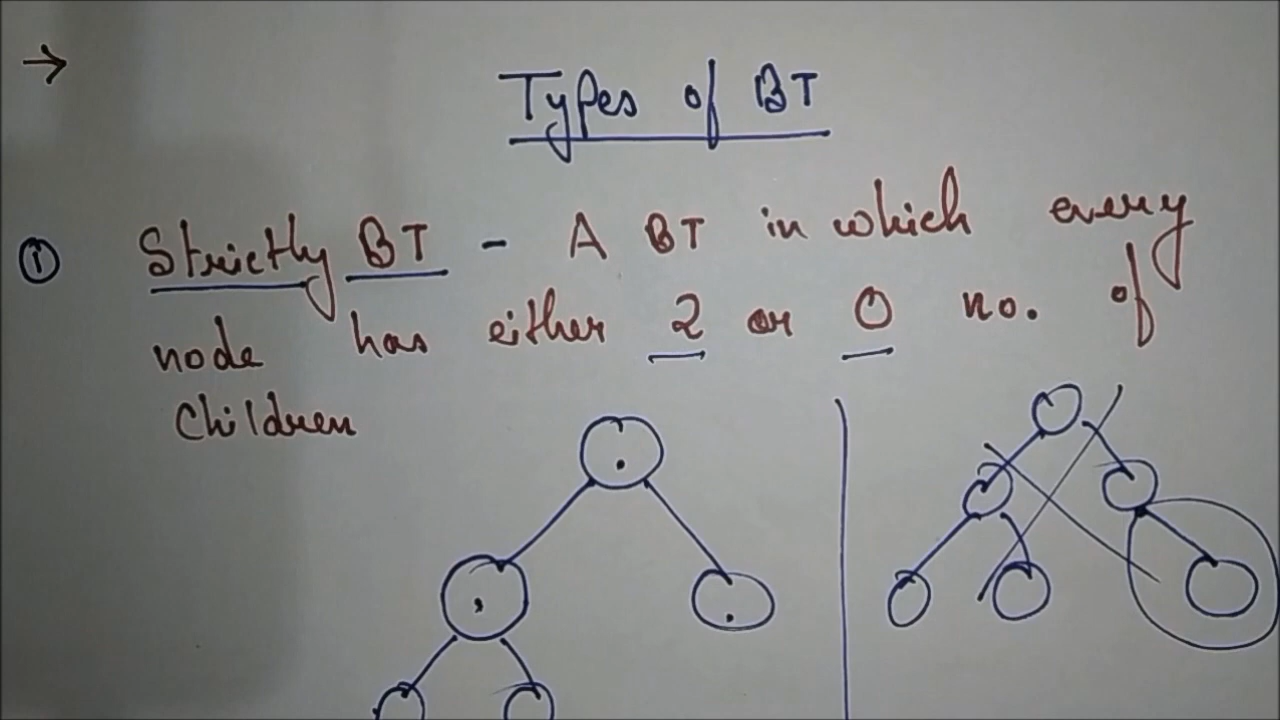 →
Types of BT
① Strictly BT - A BT in which every
node has either 2 or 0 no. of
Children